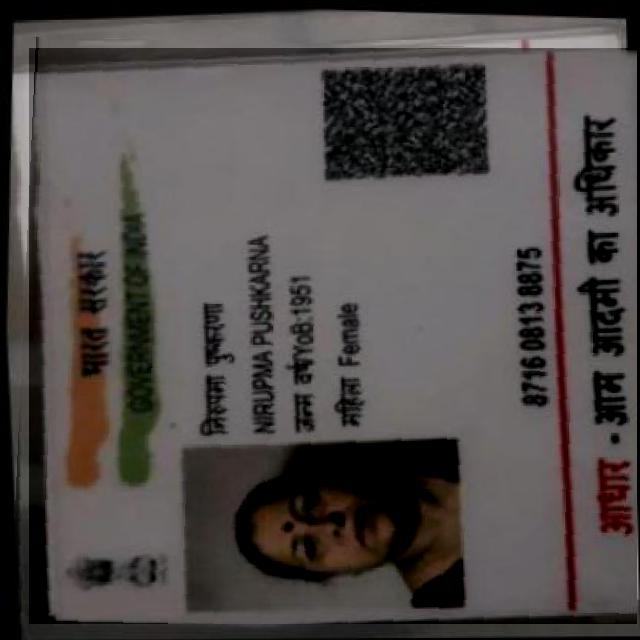 भारत सरकार
GOVERNMENT OF INDIA
निरुपमा पुष्करणा
NIRUPMA PUSHKARNA
जन्म वर्ष/YoB:1951
महिला Female
8716 0813 8875
आधार - आम आदमी का अधिकार